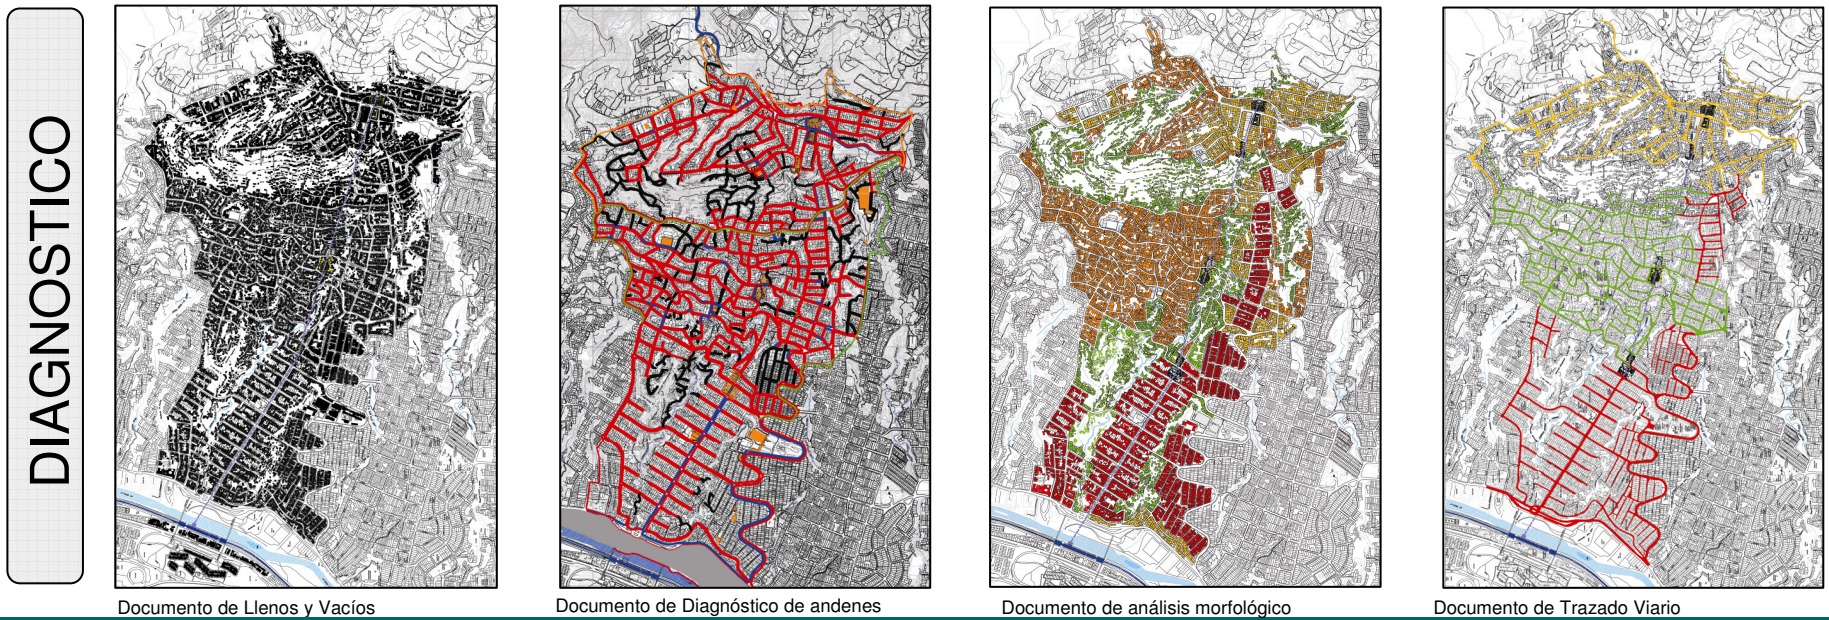 DIAGNOSTICO
Documento de Llenos y Vacíos
Documento de Diagnóstico de andenes
Documento de análisis morfológico
Documento de Trazado Viario